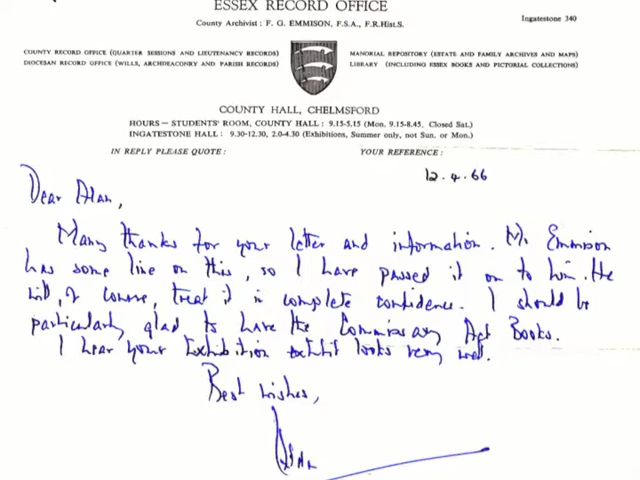 ESSEX RECORD OFFICE
County Archivist : F. G. EMMISON, F.S.A., F.R.Hist.S.
Ingatestone 340
COUNTY RECORD OFFICE (QUARTER SESSIONS AND LIEUTENANCY RECORDS)
DIOCESAN RECORD OFFICE (WILLS, ARCHDEACONRY AND PARISH RECORDS)
MANORIAL REPOSITORY (ESTATE AND FAMILY ARCHIVES AND MAPS)
LIBRARY (INCLUDING ESSEX BOOKS AND PICTORIAL COLLECTIONS)
COUNTY HALL, CHELMSFORD
HOURS – STUDENTS' ROOM, COUNTY HALL : 9.15-5.15 (Mon. 9.15-8.45, Closed Sat.)
INGATESTONE HALL : 9.30-12.30, 2.0-4.30 (Exhibitions, Summer only, not Sun. or Mon.)
IN REPLY PLEASE QUOTE :
YOUR REFERENCE :
12.4.66
Dear Alan,
Many thanks for your letter and information. Mr Emmison
has some line on this, so I have passed it on to him. He
will, of course, treat it in complete confidence. I should be
particularly glad to have the Commissary Act Books.
I hear your Exhibition exhibit looks very well.
Best wishes,